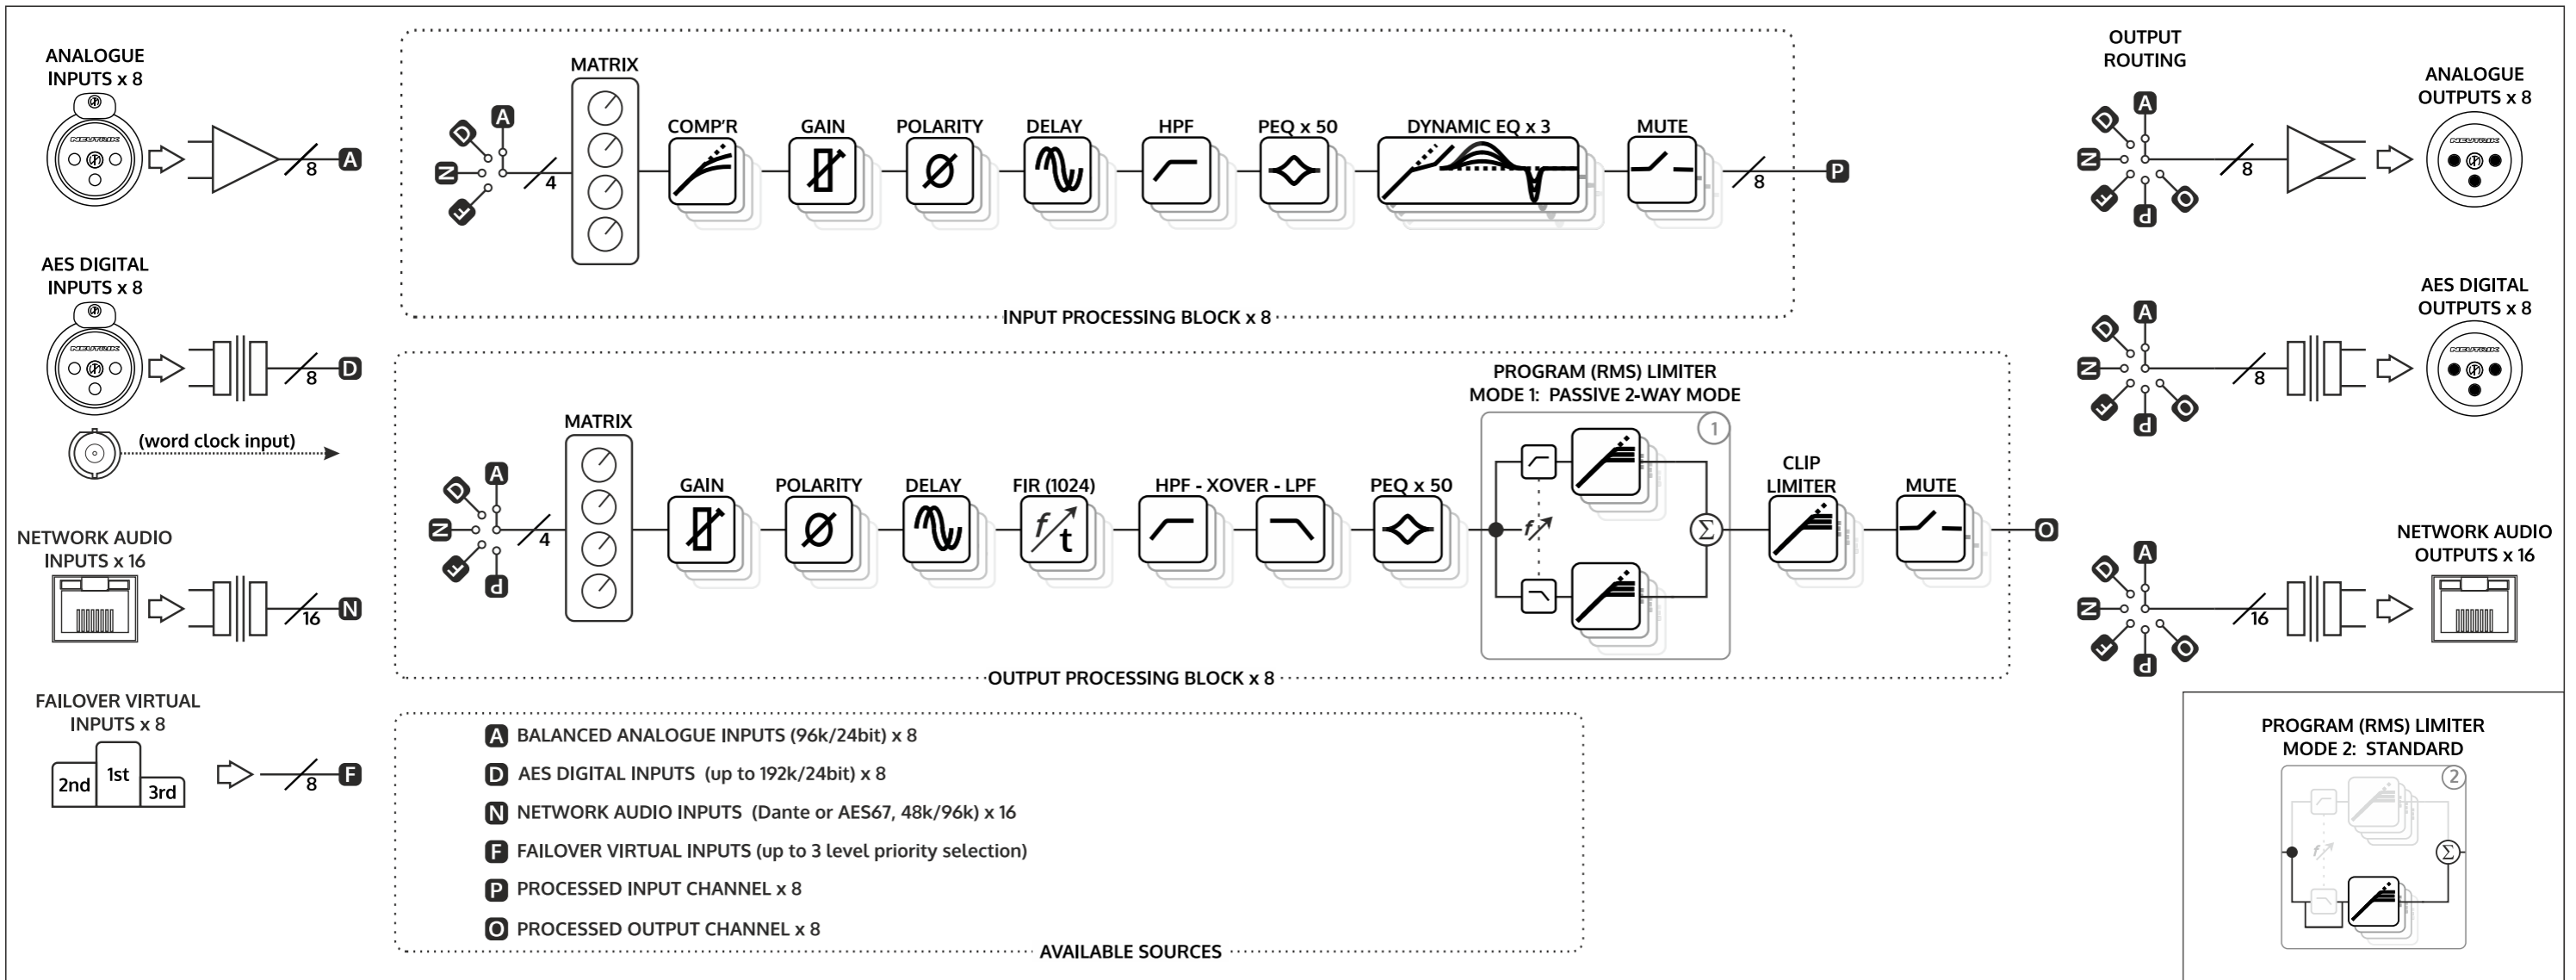 ANALOGUE
INPUTS x 8
NEUTRIK
8
A
AES DIGITAL
INPUTS x 8
NEUTRIK
8
D
(word clock input)
NETWORK AUDIO
INPUTS x 16
16
N
FAILOVER VIRTUAL
INPUTS x 8
2nd
1st
3rd
8
F
A
D
N
F
4
MATRIX
COMP'R
GAIN
POLARITY
DELAY
HPF
PEQ x 50
DYNAMIC EQ x 3
MUTE
8
P
INPUT PROCESSING BLOCK x 8
A
D
N
F
P
4
MATRIX
GAIN
POLARITY
DELAY
FIR (1024)
f
t
HPF - XOVER - LPF
PEQ x 50
PROGRAM (RMS) LIMITER
MODE 1: PASSIVE 2-WAY MODE
1
f
Σ
CLIP
LIMITER
MUTE
O
OUTPUT PROCESSING BLOCK x 8
A BALANCED ANALOGUE INPUTS (96k/24bit) x 8
D AES DIGITAL INPUTS (up to 192k/24bit) x 8
N NETWORK AUDIO INPUTS (Dante or AES67, 48k/96k) x 16
F FAILOVER VIRTUAL INPUTS (up to 3 level priority selection)
P PROCESSED INPUT CHANNEL x 8
O PROCESSED OUTPUT CHANNEL x 8
AVAILABLE SOURCES
OUTPUT
ROUTING
A
D
N
F
P
O
8
ANALOGUE
OUTPUTS x 8
NEUTRIK
A
D
N
F
P
O
8
AES DIGITAL
OUTPUTS x 8
NEUTRIK
A
D
N
F
P
O
16
NETWORK AUDIO
OUTPUTS x 16
PROGRAM (RMS) LIMITER
MODE 2: STANDARD
2
f
Σ